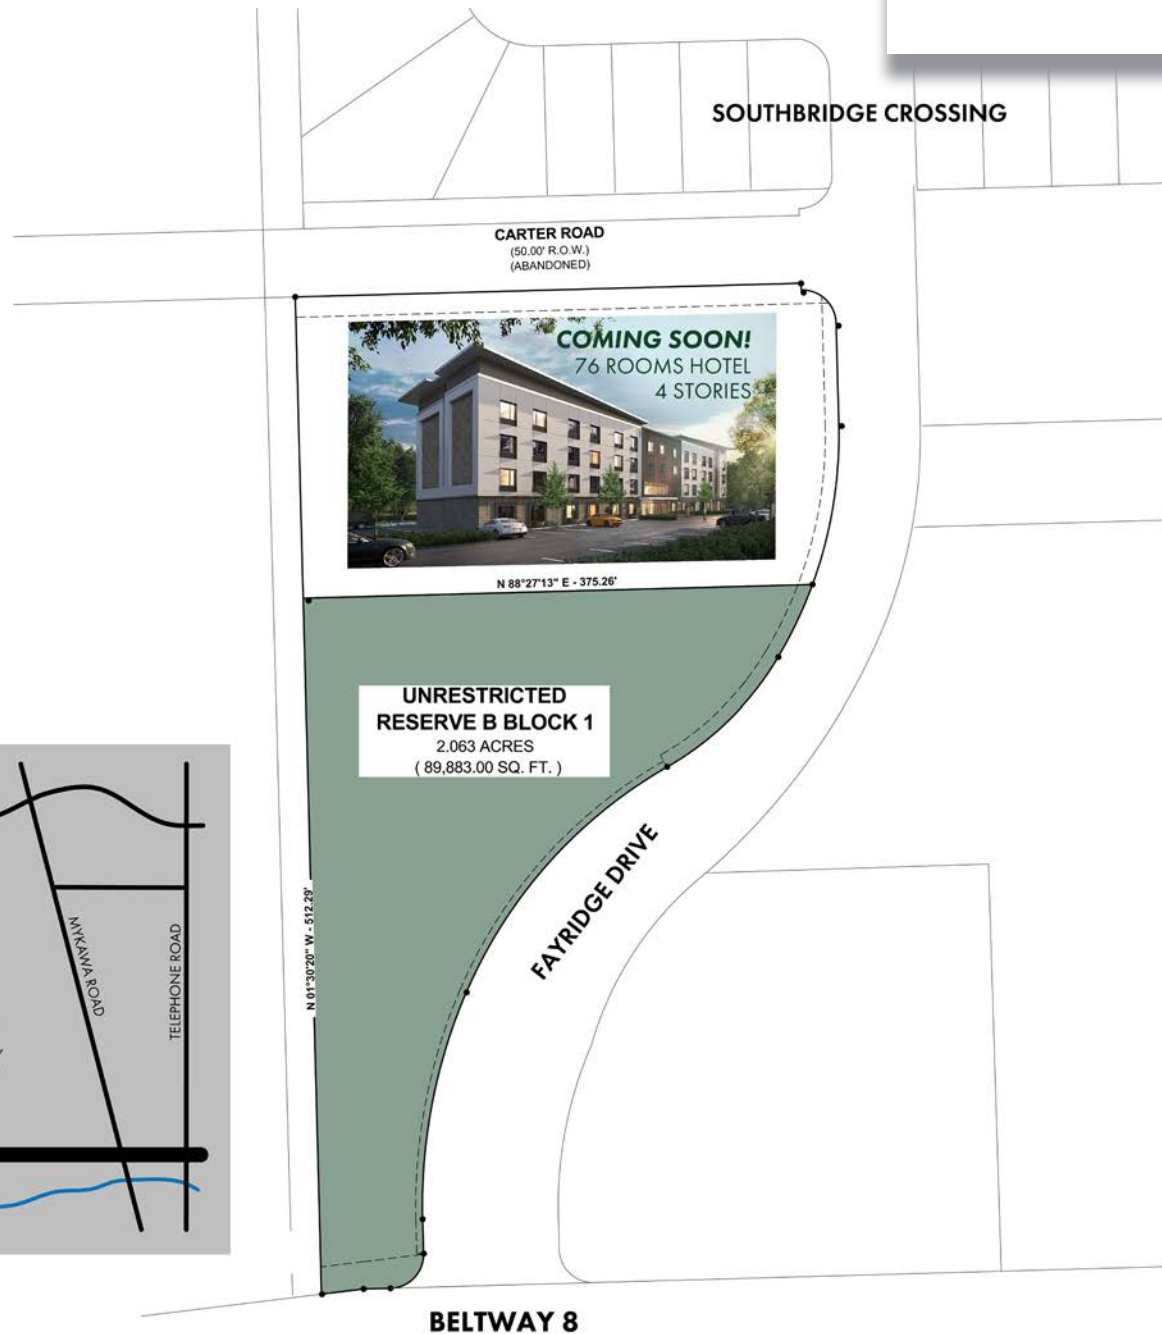 SOUTHBRIDGE CROSSING
CARTER ROAD
(50.00' R.O.W.)
(ABANDONED)
COMING SOON!
76 ROOMS HOTEL
4 STORIES
N 88°27'13" E - 375.26'
UNRESTRICTED
RESERVE B BLOCK 1
2.063 ACRES
( 89,883.00 SQ. FT. )
FAYRIDGE DRIVE
N 01°30'20" W - 512.29'
MYKAWA ROAD
TELEPHONE ROAD
BELTWAY 8